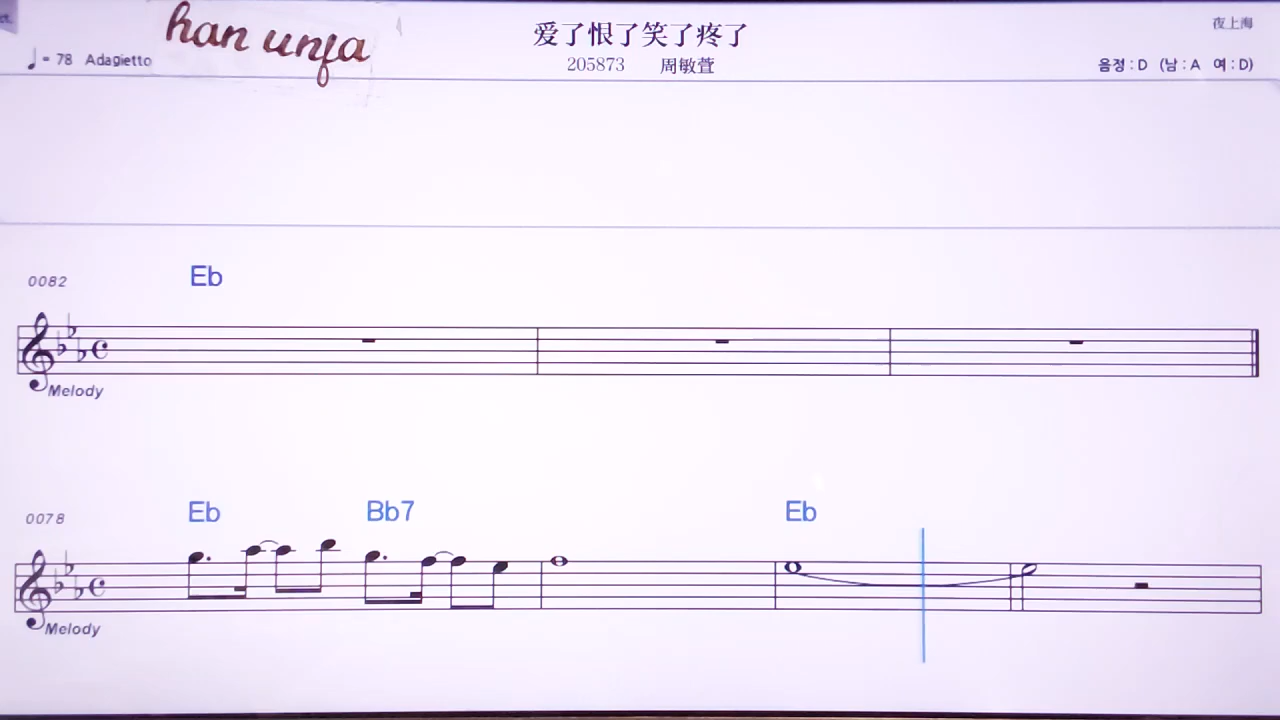 han unfa
爱了恨了笑了疼了
夜上海
= 78 Adagietto
205873 周敏萱
음정 : D (남 : A 여 : D)
0082 Eb
Melody
0078 Eb Bb7 Eb
Melody